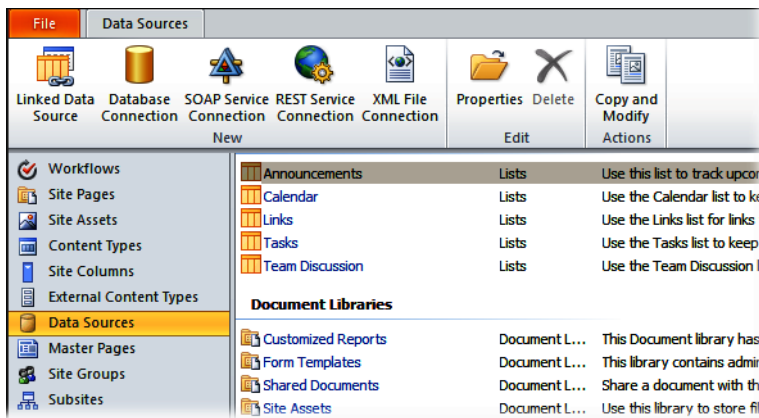 File Data Sources
Linked Data Database SOAP Service REST Service XML File Properties Delete Copy and
Source Connection Connection Connection Connection Modify
New Edit Actions
Workflows
Site Pages
Site Assets
Content Types
Site Columns
External Content Types
Data Sources
Master Pages
Site Groups
Subsites
Announcements Lists Use this list to track upcor
Calendar Lists Use the Calendar list to ke
Links Lists Use the Links list for links
Tasks Lists Use the Tasks list to keep
Team Discussion Lists Use the Team Discussion
Document Libraries
Customized Reports Document L... This Document library has
Form Templates Document L... This library contains admi
Shared Documents Document L... Share a document with th
Site Assets Document L... Use this library to store fi